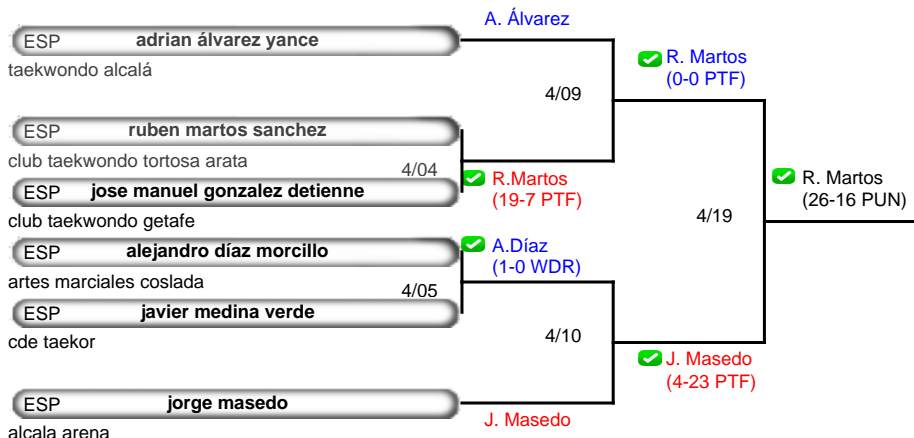 A. Álvarez
ESP adrian álvarez yance
taekwondo alcalá
R. Martos
(0-0 PTF)
4/09
ESP ruben martos sanchez
club taekwondo tortosa arata
4/04
R.Martos
(19-7 PTF)
ESP jose manuel gonzalez detienne
club taekwondo getafe
R. Martos
(26-16 PUN)
4/19
ESP alejandro díaz morcillo
artes marciales coslada
A.Díaz
(1-0 WDR)
4/05
ESP javier medina verde
cde taekor
4/10
J. Masedo
(4-23 PTF)
ESP jorge masedo
alcala arena
J. Masedo